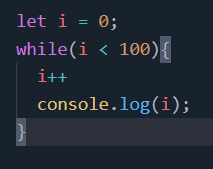 let i = 0;
while(i < 100){
  i++
  console.log(i);
}